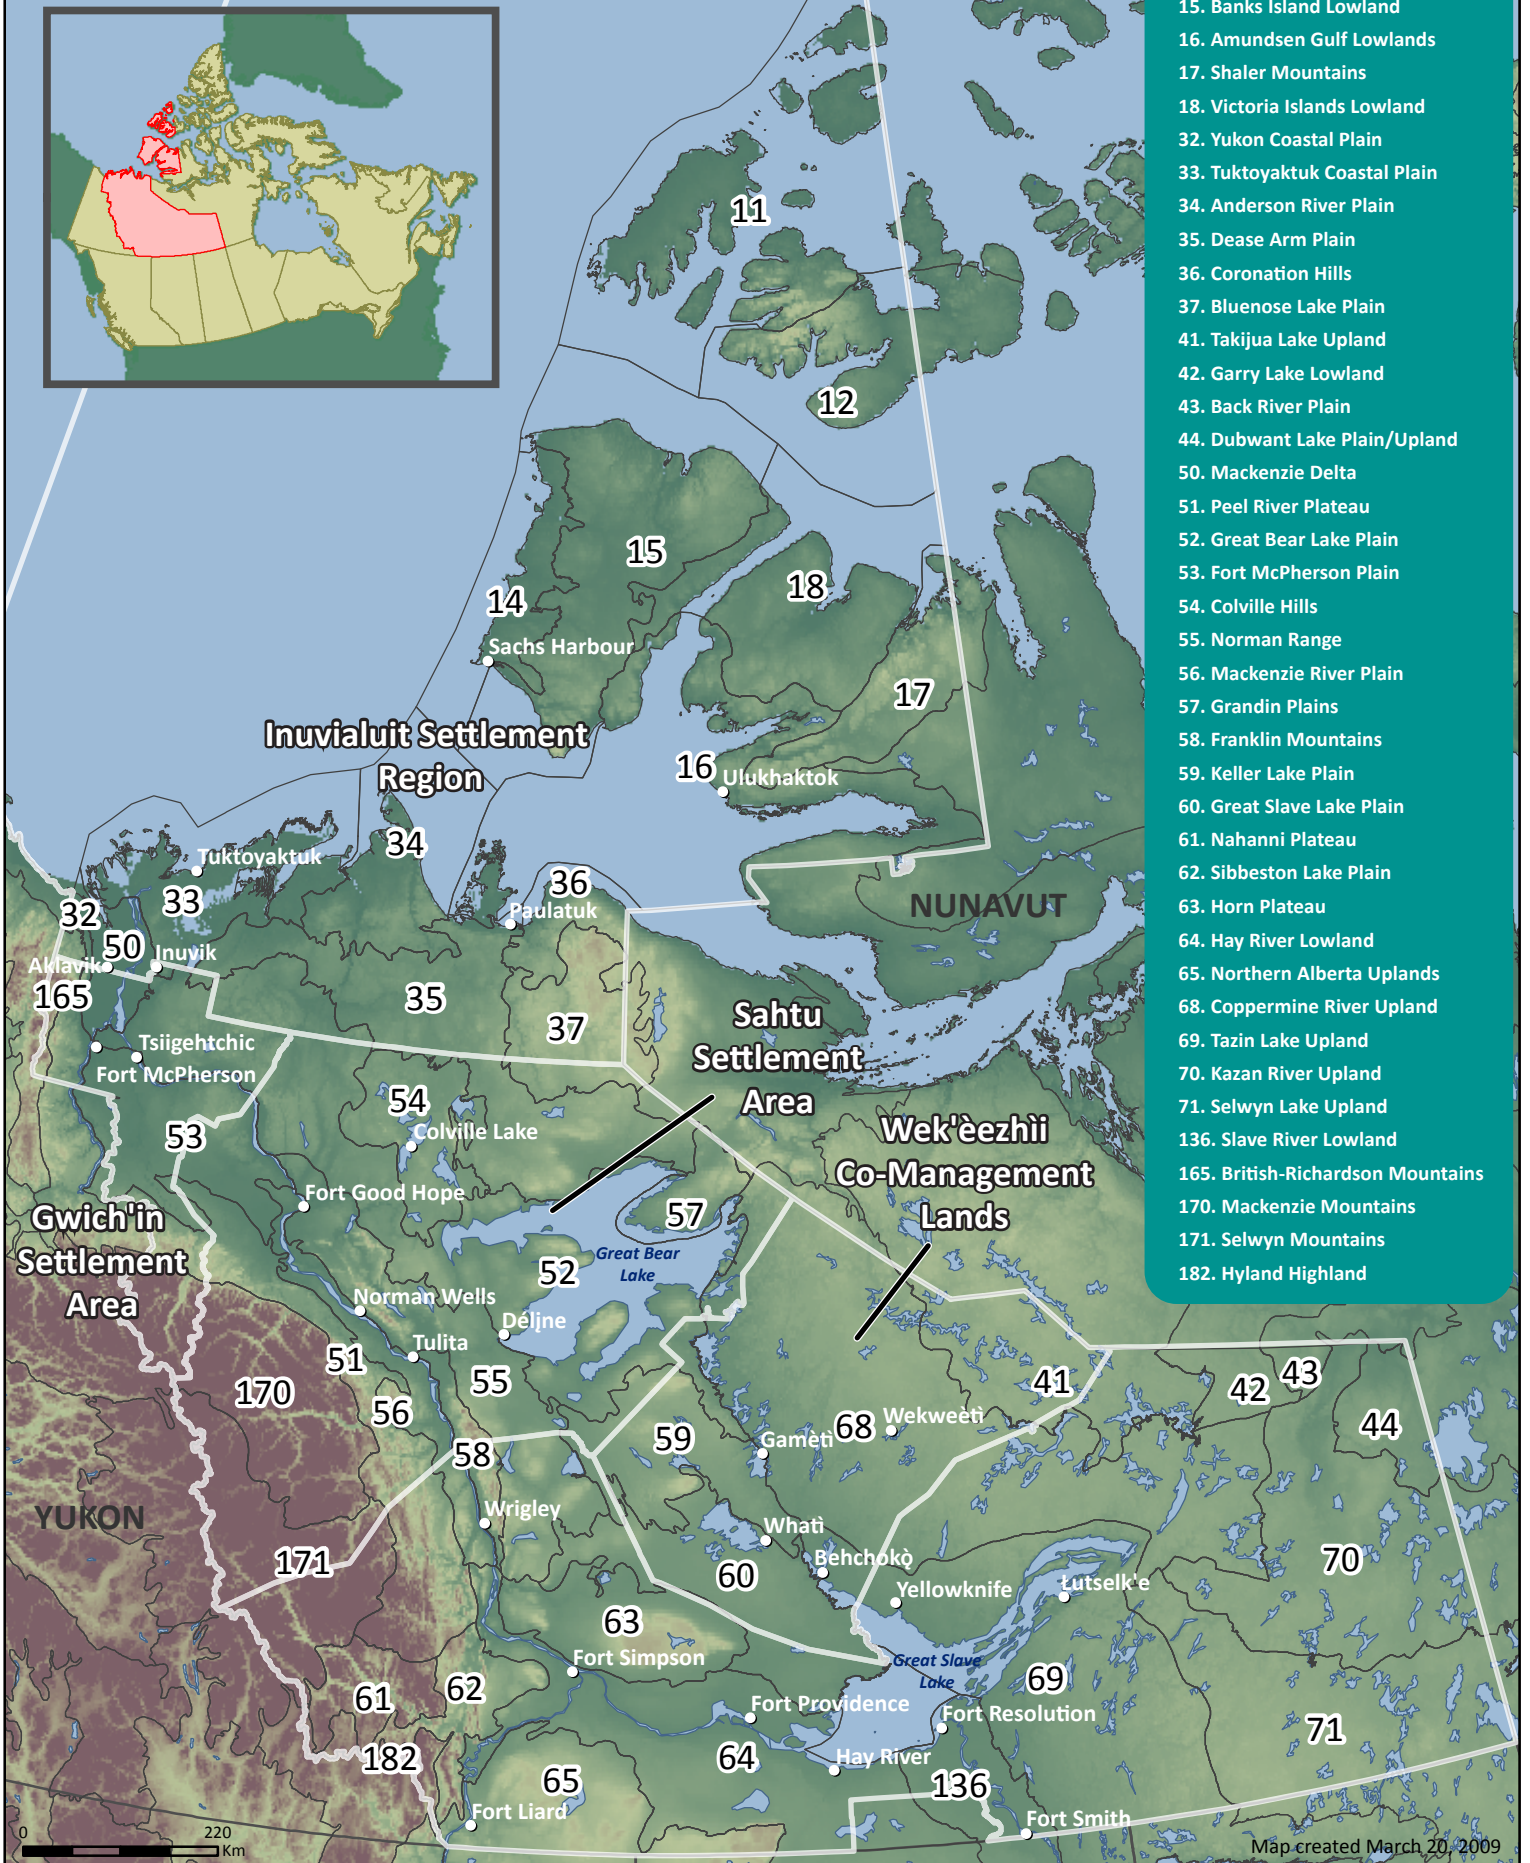 15. Banks Island Lowland
16. Amundsen Gulf Lowlands
17. Shaler Mountains
18. Victoria Islands Lowland
32. Yukon Coastal Plain
33. Tuktoyaktuk Coastal Plain
34. Anderson River Plain
35. Dease Arm Plain
36. Coronation Hills
37. Bluenose Lake Plain
41. Takijua Lake Upland
42. Garry Lake Lowland
43. Back River Plain
44. Dubwant Lake Plain/Upland
50. Mackenzie Delta
51. Peel River Plateau
52. Great Bear Lake Plain
53. Fort McPherson Plain
54. Colville Hills
55. Norman Range
56. Mackenzie River Plain
57. Grandin Plains
58. Franklin Mountains
59. Keller Lake Plain
60. Great Slave Lake Plain
61. Nahanni Plateau
62. Sibbeston Lake Plain
63. Horn Plateau
64. Hay River Lowland
65. Northern Alberta Uplands
68. Coppermine River Upland
69. Tazin Lake Upland
70. Kazan River Upland
71. Selwyn Lake Upland
136. Slave River Lowland
165. British-Richardson Mountains
170. Mackenzie Mountains
171. Selwyn Mountains
182. Hyland Highland
11
12
15
14
18
Sachs Harbour
17
Inuvialuit Settlement
Region
16
Ulukhaktok
34
Tuktoyaktuk
33
36
Paulatuk
NUNAVUT
32
50
Inuvik
Aklavik
165
35
37
Sahtu
Settlement
Area
Tsiigehtchic
Fort McPherson
54
Colville Lake
53
Wek'èezhìi
Co-Management
Lands
Fort Good Hope
57
Gwich'in
Settlement
Area
Great Bear
Lake
52
Norman Wells
Délįne
Tulita
51
55
170
56
41
42
43
44
58
59
Gamètì
68
Wekweètì
YUKON
Wrigley
Whatì
171
60
Behchokǫ̀
Yellowknife
Łutselk'e
70
63
Fort Simpson
Great Slave
Lake
69
61
62
Fort Providence
Fort Resolution
71
182
64
Hay River
65
136
Fort Liard
Fort Smith
0
220
Km
Map created March 20, 2009